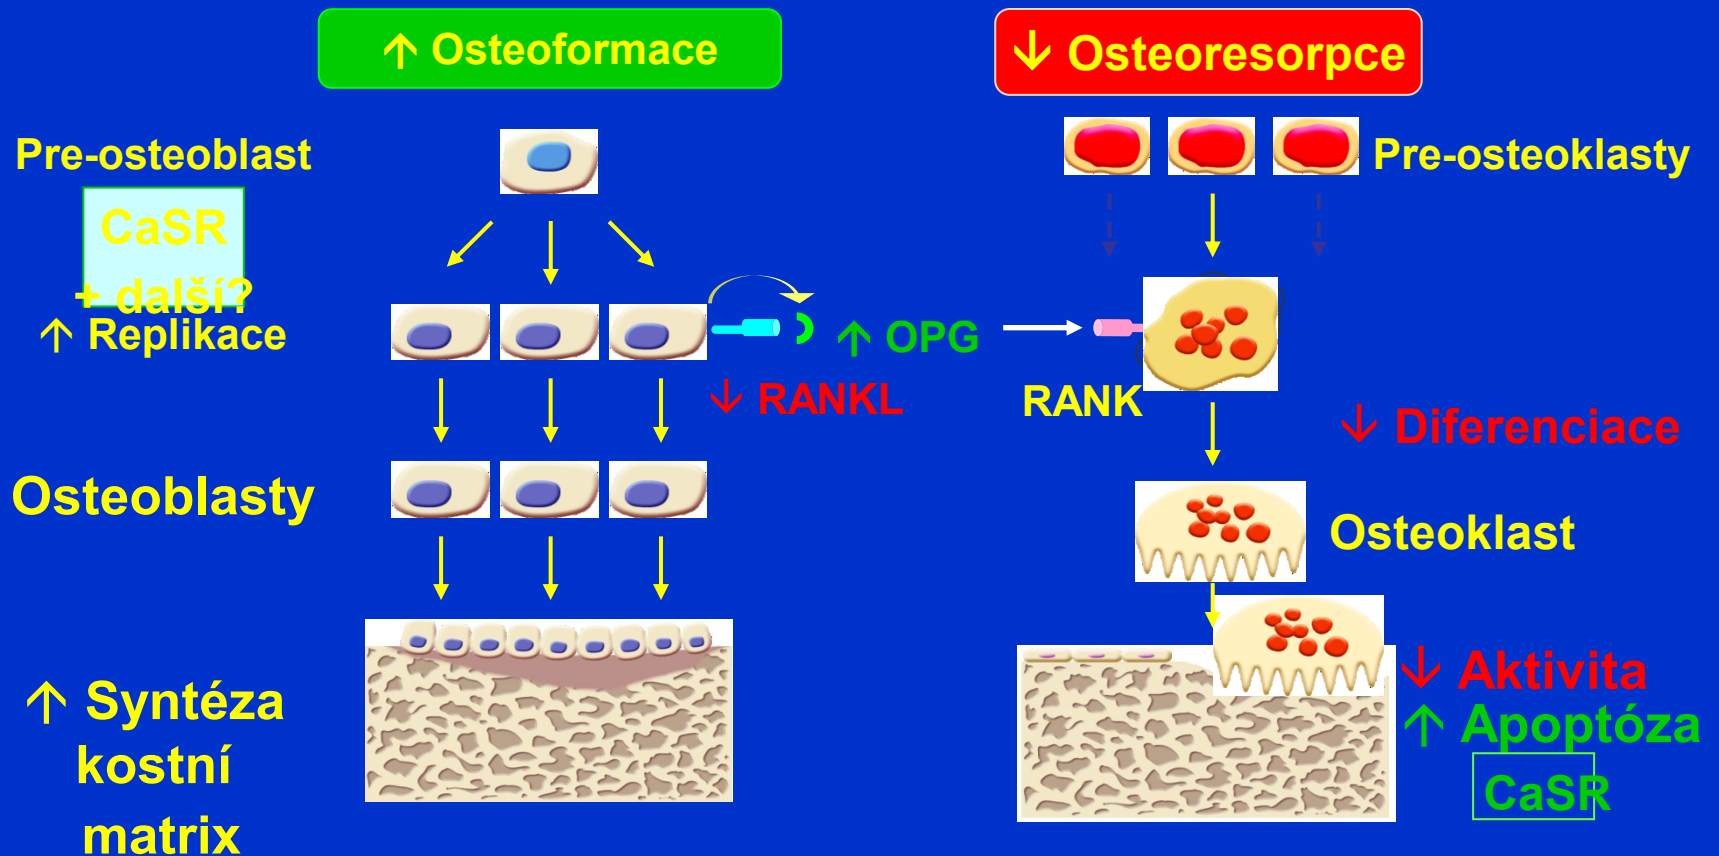 ↑ Osteoformace
↓ Osteoresorpce
Pre-osteoblast
CaSR
+ další?
↑ Replikace
Pre-osteoklasty
↑ OPG
↓ RANKL
RANK
↓ Diferenciace
Osteoblasty
Osteoklast
↑ Syntéza
kostní
matrix
↓ Aktivita
↑ Apoptóza
CaSR